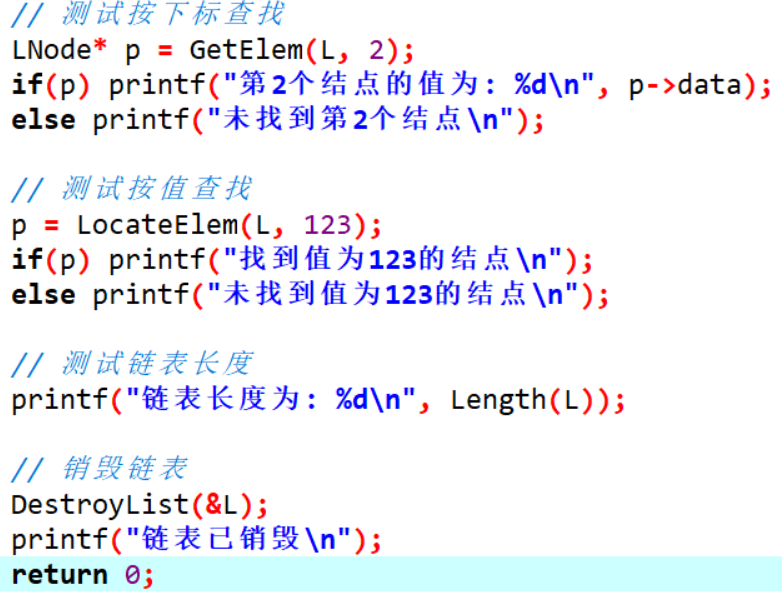 // 测试按下标查找
LNode* p = GetElem(L, 2);
if(p) printf("第2个结点的值为: %d\n", p->data);
else printf("未找到第2个结点\n");
// 测试按值查找
p = LocateElem(L, 123);
if(p) printf("找到值为123的结点\n");
else printf("未找到值为123的结点\n");
// 测试链表长度
printf("链表长度为: %d\n", Length(L));
// 销毁链表
DestroyList(&L);
printf("链表已销毁\n");
return 0;